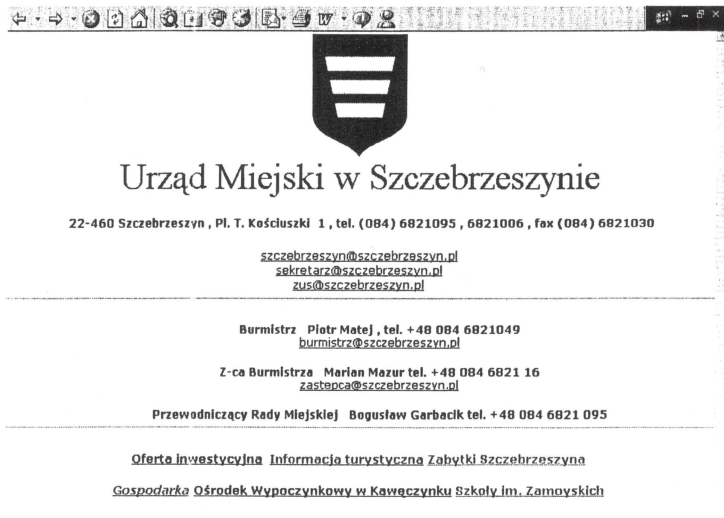 Urząd Miejski w Szczebrzeszynie
22-460 Szczebrzeszyn , Pl. T. Kościuszki 1 , tel. (084) 6821095 , 6821006 , fax (084) 6821030
szczebrzeszyn@szczebrzeszyn.pl
sekretarz@szczebrzeszyn.pl
zus@szczebrzeszyn.pl
Burmistrz Piotr Matej , tel. +48 084 6821049
burmistrz@szczebrzeszyn.pl
Z-ca Burmistrza Marian Mazur tel. +48 084 6821 16
zastepca@szczebrzeszyn.pl
Przewodniczący Rady Miejskiej Bogusław Garbacik tel. +48 084 6821 095
Oferta inwestycyjna Informacja turystyczna Zabytki Szczebrzeszyna
Gospodarka Ośrodek Wypoczynkowy w Kawęczynku Szkoły im. Zamoyskich